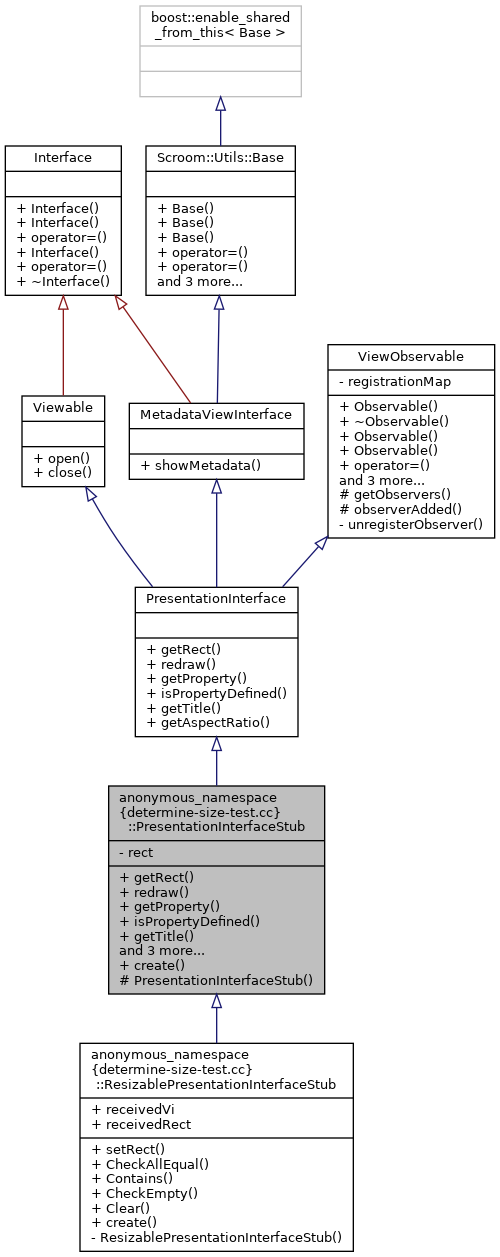 boost::enable_shared
_from_this< Base >
Interface
+ Interface()
+ Interface()
+ operator=()
+ Interface()
+ operator=()
+ ~Interface()
Scroom::Utils::Base
+ Base()
+ Base()
+ Base()
+ operator=()
+ operator=()
and 3 more...
ViewObservable
- registrationMap
+ Observable()
+ ~Observable()
+ Observable()
+ Observable()
+ operator=()
and 3 more...
# getObservers()
# observerAdded()
- unregisterObserver()
Viewable
+ open()
+ close()
MetadataViewInterface
+ showMetadata()
PresentationInterface
+ getRect()
+ redraw()
+ getProperty()
+ isPropertyDefined()
+ getTitle()
+ getAspectRatio()
anonymous_namespace
{determine-size-test.cc}
::PresentationInterfaceStub
- rect
+ getRect()
+ redraw()
+ getProperty()
+ isPropertyDefined()
+ getTitle()
and 3 more...
+ create()
# PresentationInterfaceStub()
anonymous_namespace
{determine-size-test.cc}
::ResizablePresentationInterfaceStub
+ receivedVi
+ receivedRect
+ setRect()
+ CheckAllEqual()
+ Contains()
+ CheckEmpty()
+ Clear()
+ create()
- ResizablePresentationInterfaceStub()